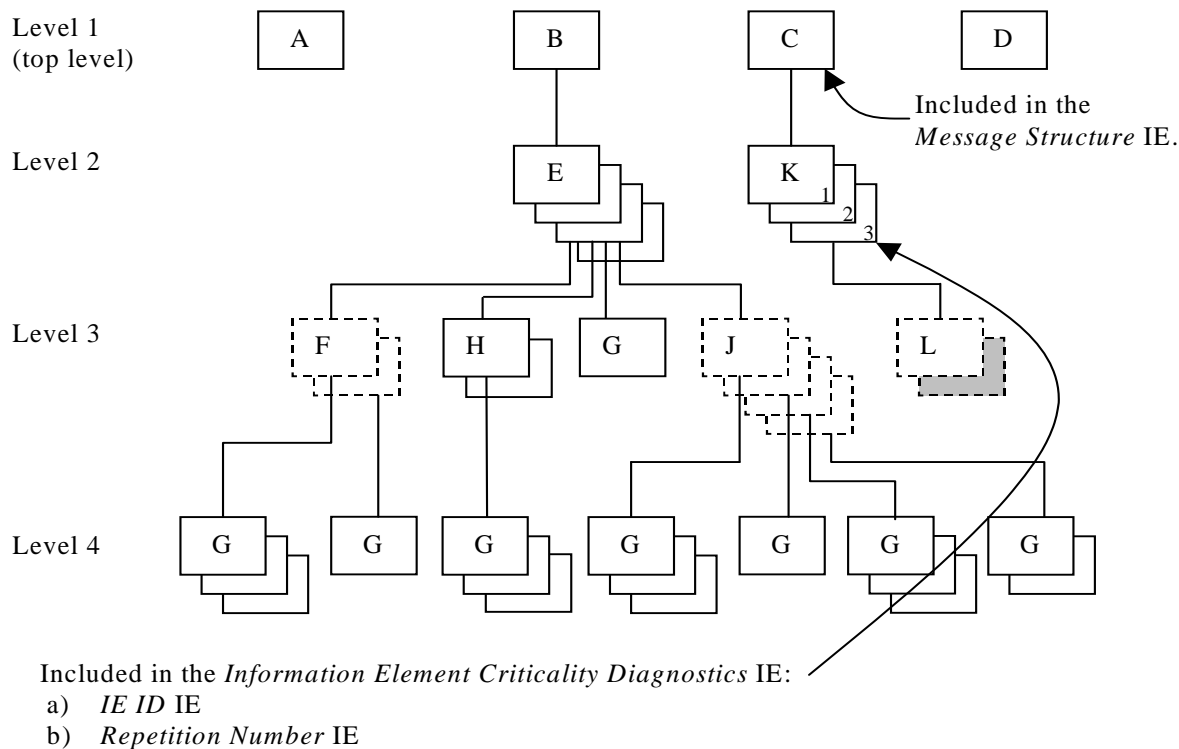 Level 1
(top level)
A
B
C
D
Included in the
Message Structure IE.
Level 2
E
K
1
2
3
Level 3
F
H
G
J
L
Level 4
G
G
G
G
G
G
G
Included in the Information Element Criticality Diagnostics IE:
a) IE ID IE
b) Repetition Number IE